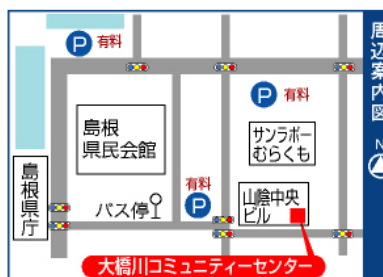 P 有料
周辺案内図
N
P 有料
島根
県民会館
サンラポー
むらくも
島根県庁
バス停
有料
P
山陰中央
ビル
大橋川コミュニティーセンター